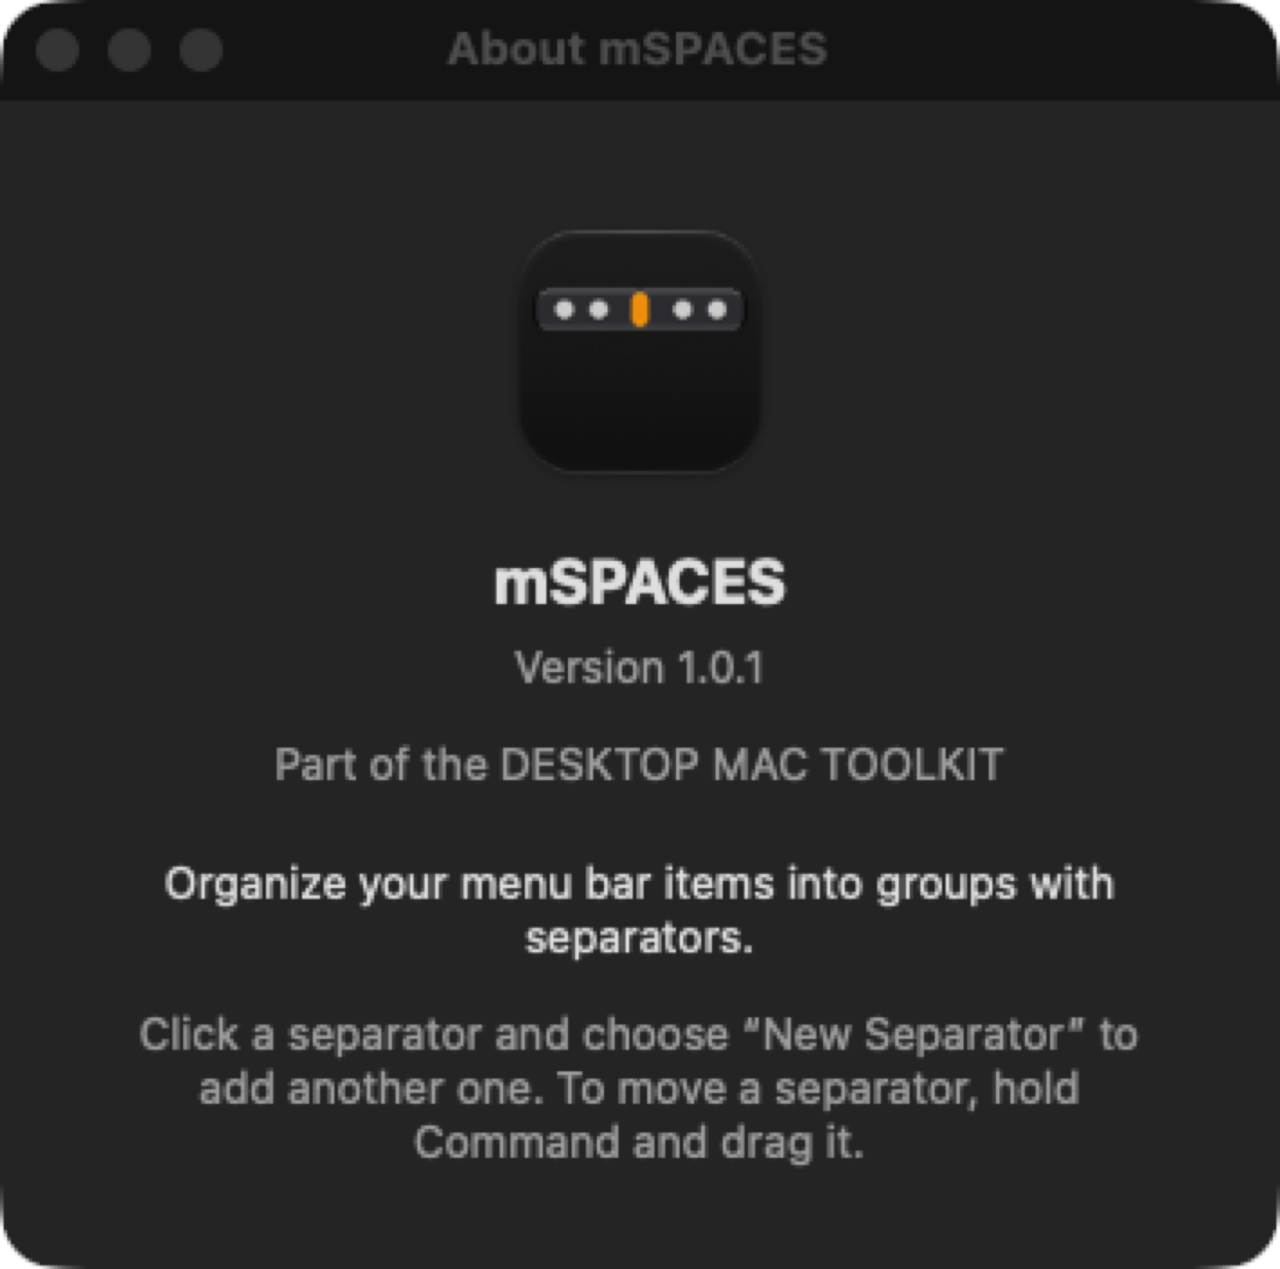 About mSPACES
mSPACES
Version 1.0.1
Part of the DESKTOP MAC TOOLKIT
Organize your menu bar items into groups with
separators.
Click a separator and choose “New Separator” to
add another one. To move a separator, hold
Command and drag it.